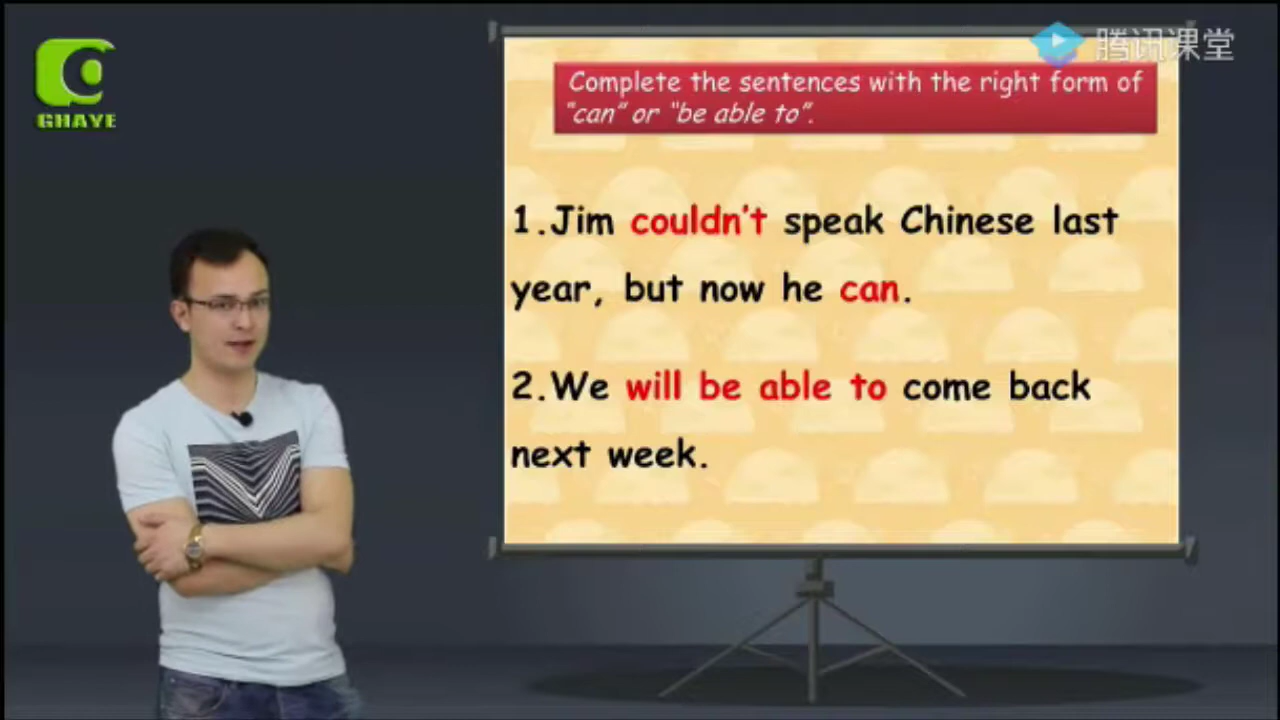 GHAYE
腾讯课堂
Complete the sentences with the right form of
“can” or “be able to”.
1.Jim couldn't speak Chinese last
year, but now he can.
2.We will be able to come back
next week.